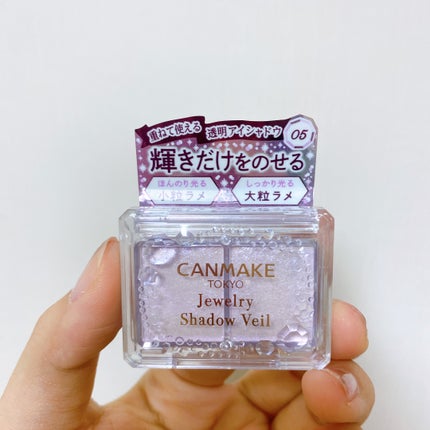 重ねて使える 透明アイシャドウ 05
輝きだけをのせる
ほんのり光る しっかり光る
小粒ラメ 大粒ラメ
CANMAKE
TOKYO
Jewelry
Shadow Veil